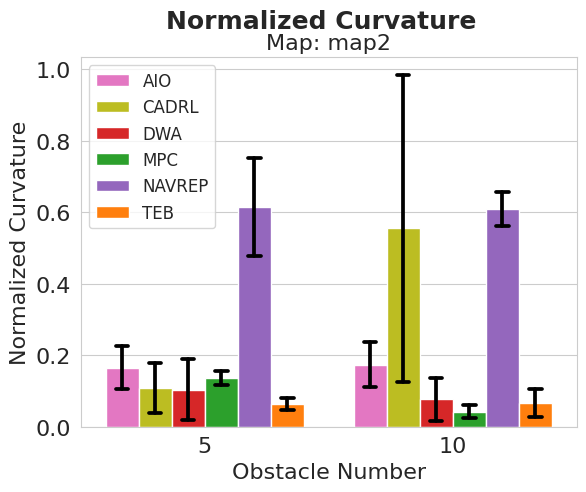 Normalized Curvature
Map: map2
1.0
0.8
0.6
0.4
0.2
0.0
Normalized Curvature
AIO
CADRL
DWA
MPC
NAVREP
TEB
5
10
Obstacle Number